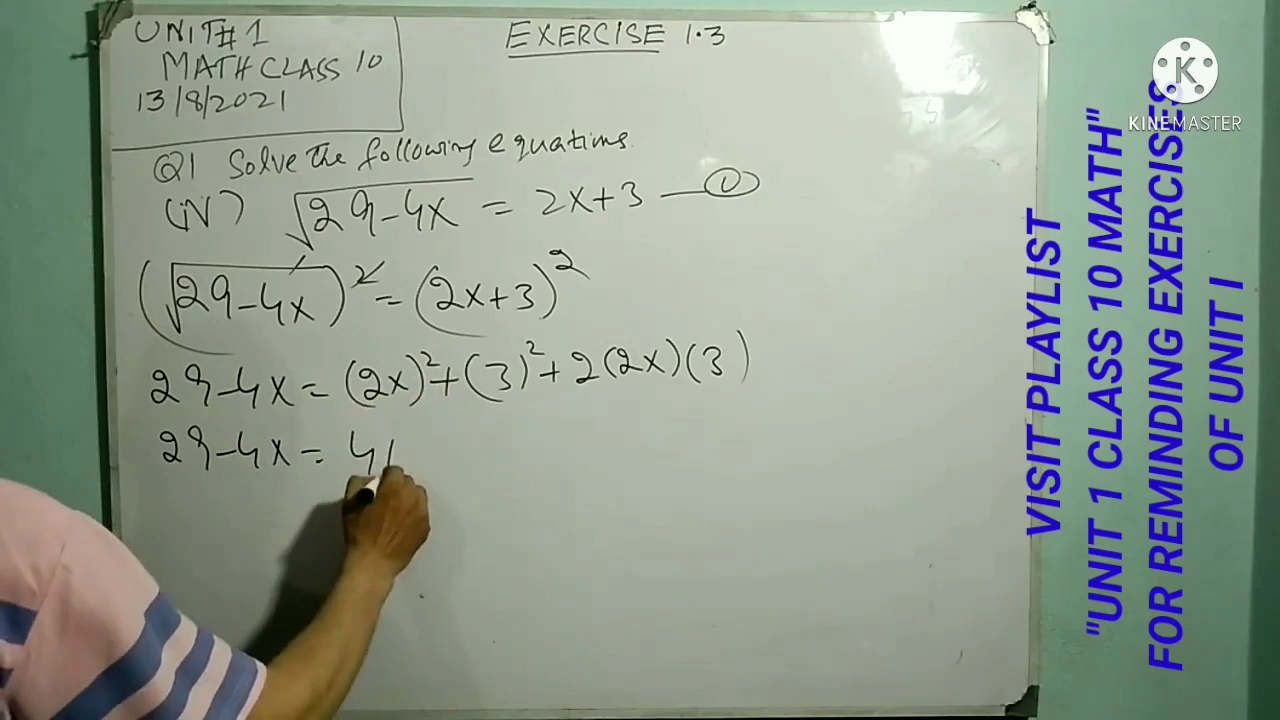 UNIT# 1
MATH CLASS 10
13/8/2021
EXERCISE 1.3
Q1 Solve the following equations.
(iV) √29-4x = 2x+3 — ①
(√29-4x)² = (2x+3)²
29-4x = (2x)²+(3)²+2(2x)(3)
29-4x = 4
KINEMASTER
VISIT PLAYLIST
"UNIT 1 CLASS 10 MATH"
FOR REMINDING EXERCISES
OF UNIT I